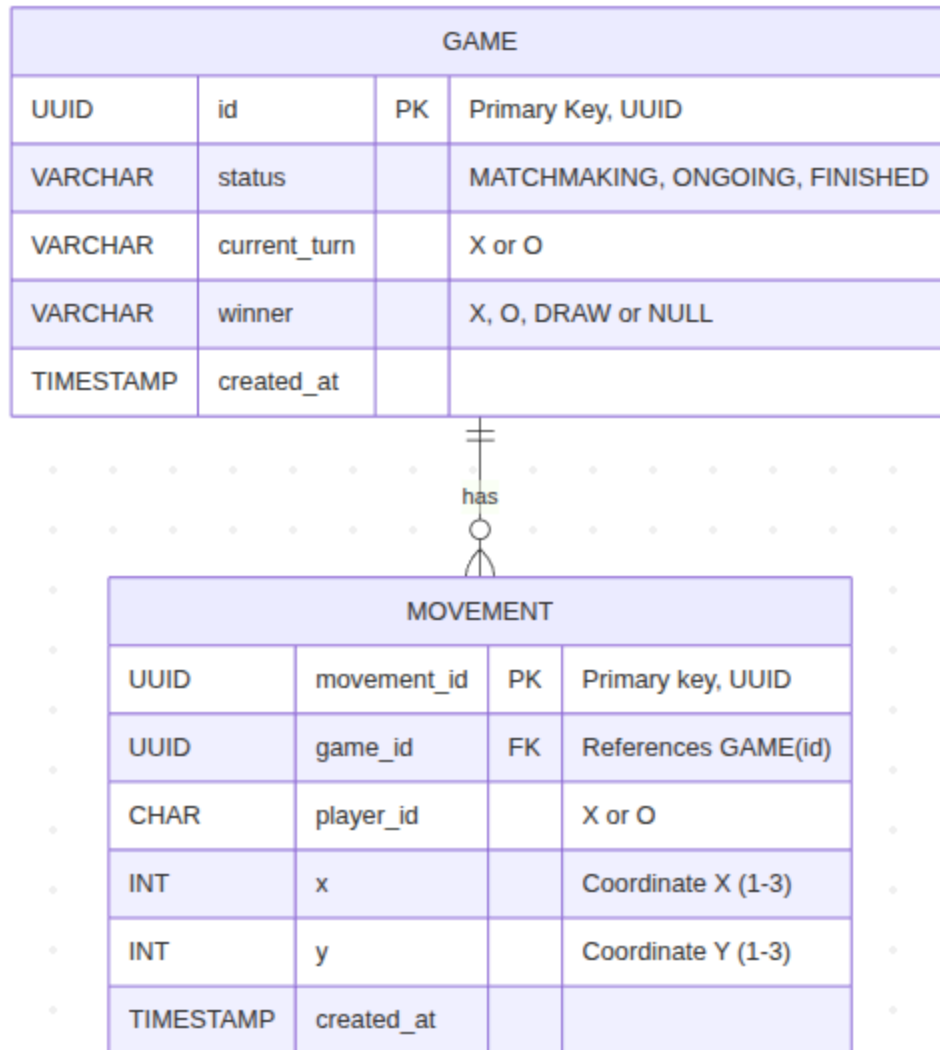 GAME
UUID id PK Primary Key, UUID
VARCHAR status MATCHMAKING, ONGOING, FINISHED
VARCHAR current_turn X or O
VARCHAR winner X, O, DRAW or NULL
TIMESTAMP created_at
has
MOVEMENT
UUID movement_id PK Primary key, UUID
UUID game_id FK References GAME(id)
CHAR player_id X or O
INT x Coordinate X (1-3)
INT y Coordinate Y (1-3)
TIMESTAMP created_at